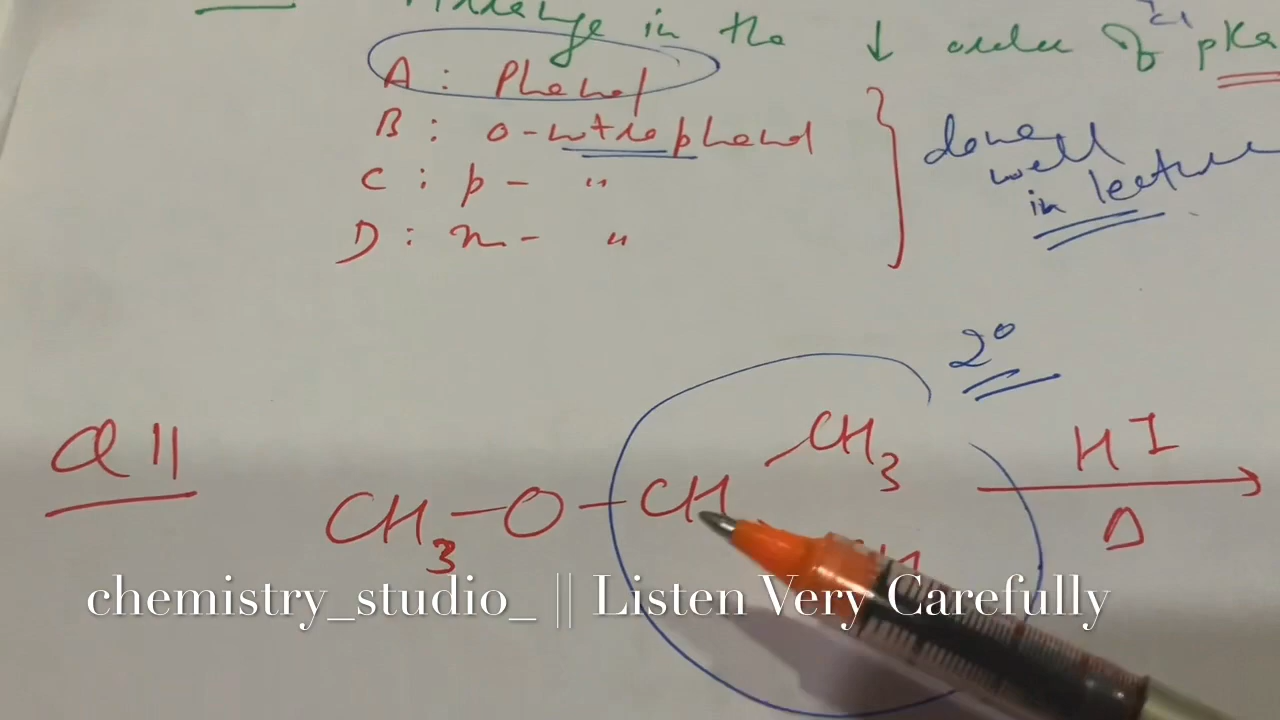 in the ↓ order of pKa
A : Phenol
B : o-nitrophenol
C : p- "
D : m- "
done well in lecture
2°
Q 11
CH3-O-CH CH3
HI
Δ
chemistry_studio_ || Listen Very Carefully